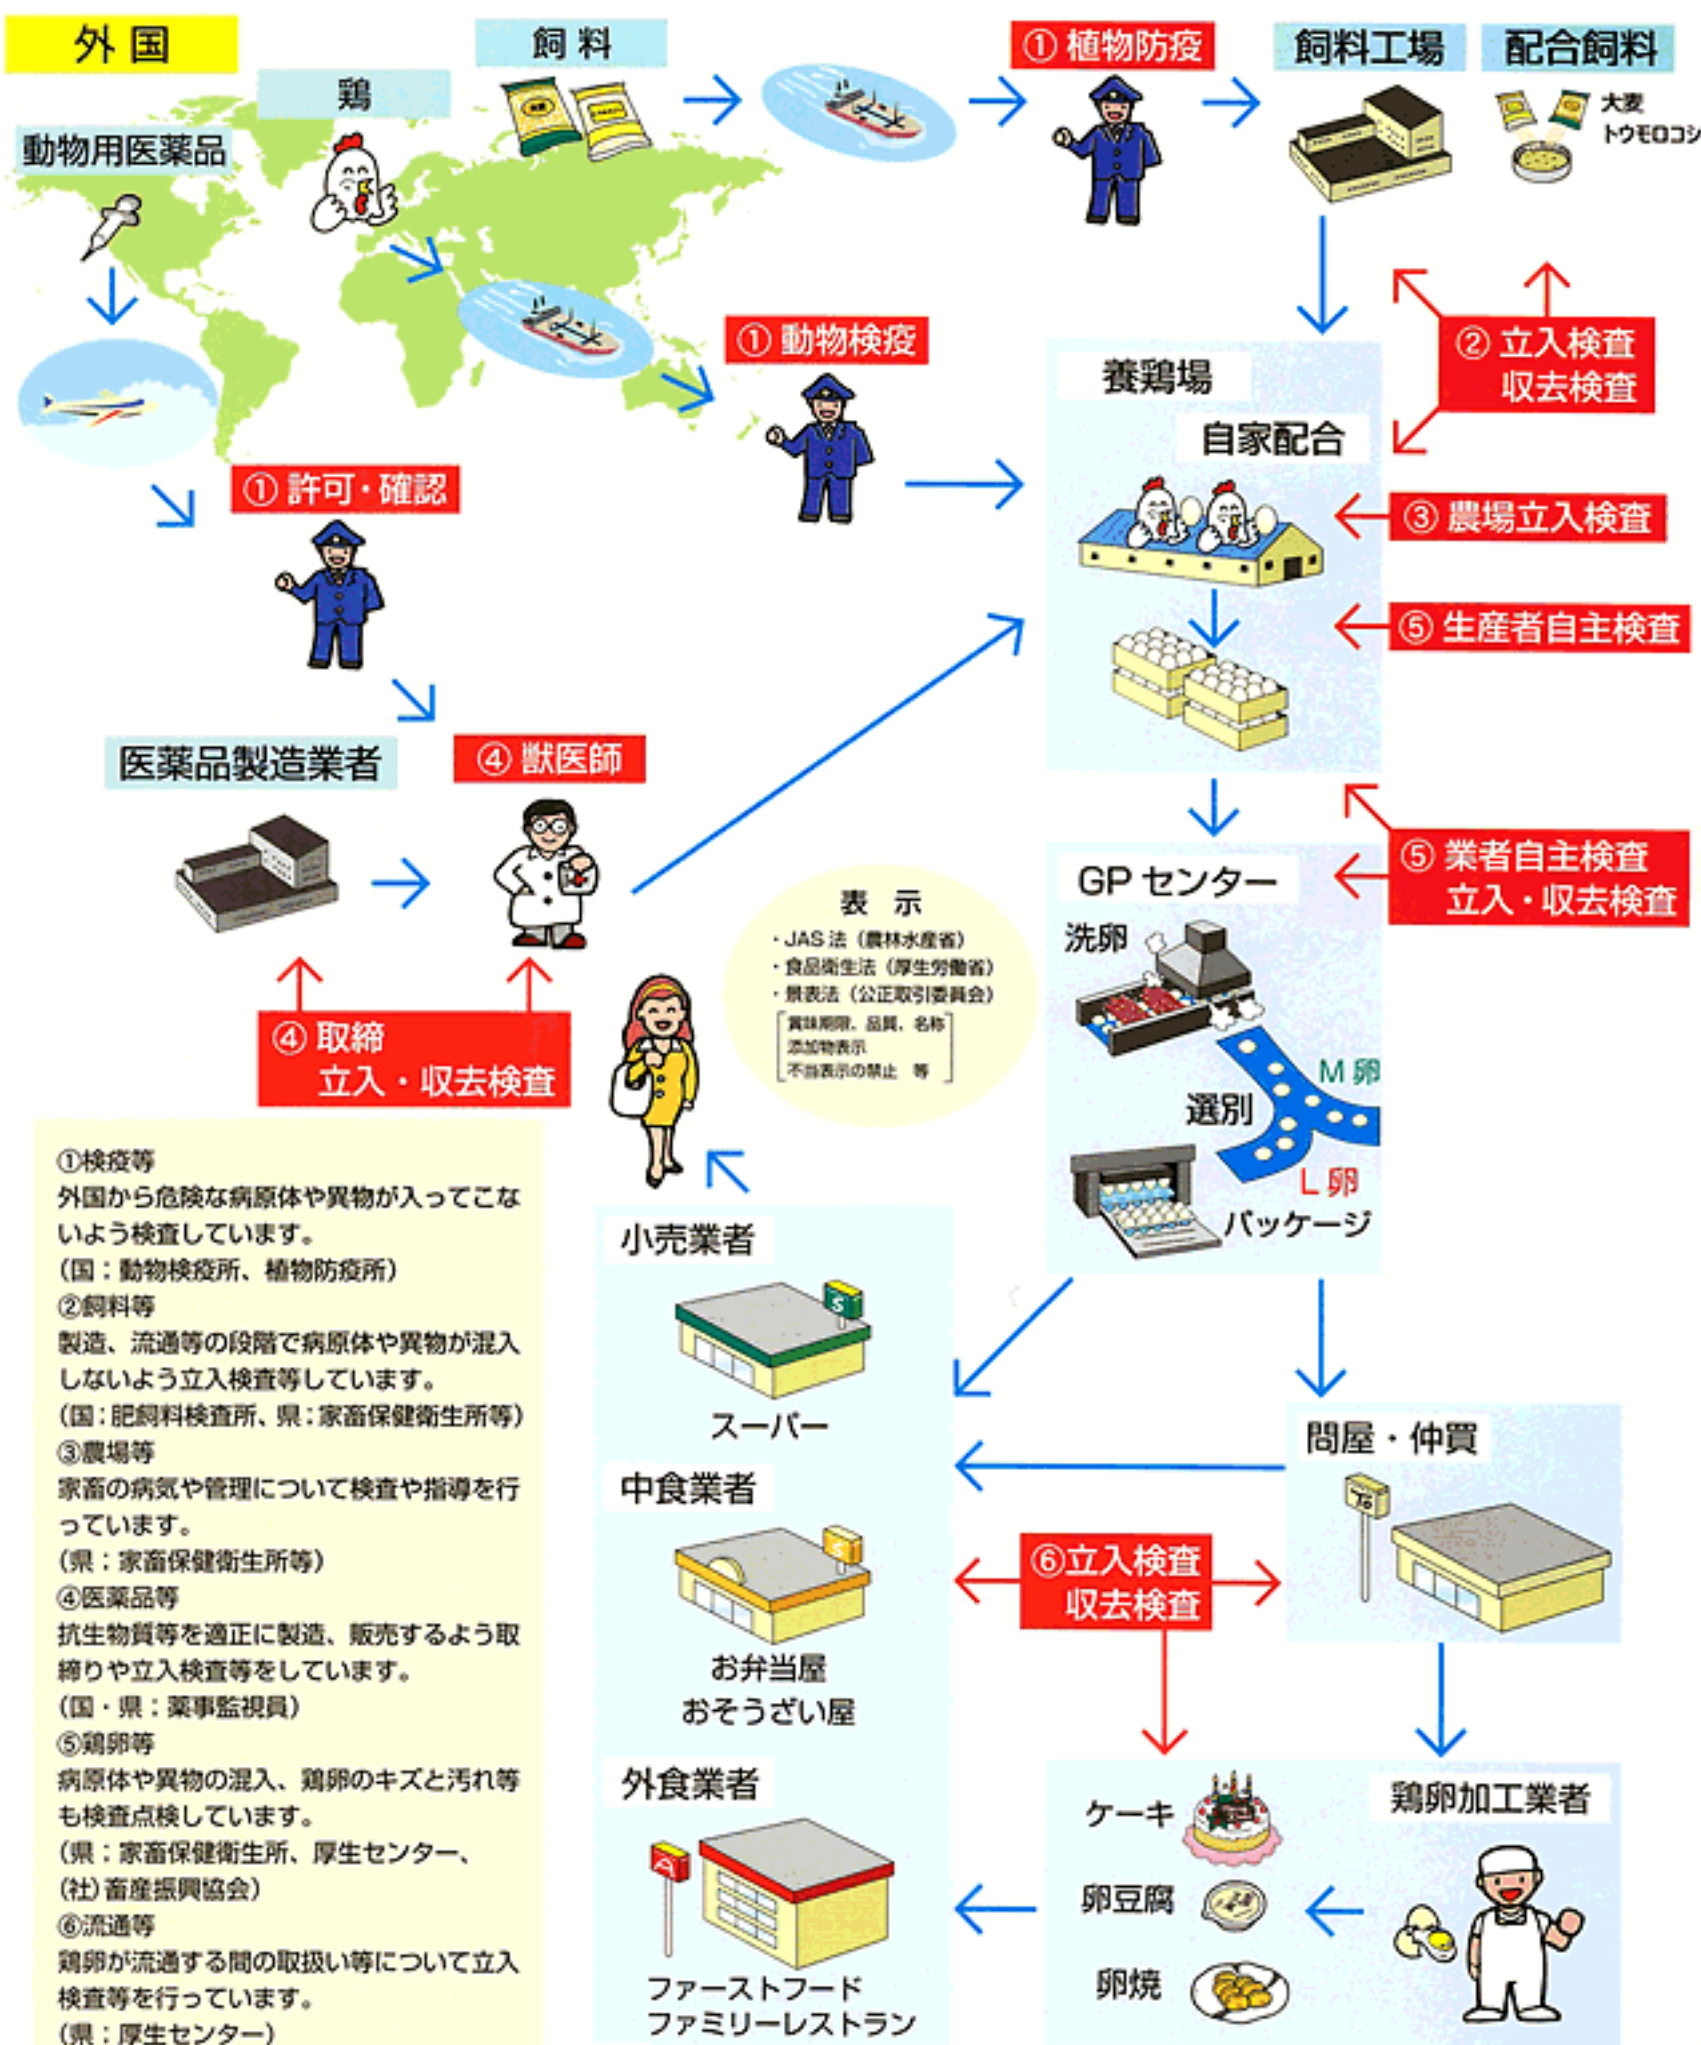 外国
鶏
飼料
動物用医薬品
① 植物防疫
飼料工場
配合飼料
大麦
トウモロコシ
① 動物検疫
② 立入検査
収去検査
養鶏場
自家配合
① 許可・確認
③ 農場立入検査
⑤ 生産者自主検査
医薬品製造業者
④ 獣医師
⑤ 業者自主検査
立入・収去検査
GP センター
洗卵
M 卵
選別
L 卵
パッケージ
表 示
・JAS 法（農林水産省）
・食品衛生法（厚生労働省）
・景表法（公正取引委員会）
賞味期限、品質、名称
添加物表示
不当表示の禁止 等
④ 取締
立入・収去検査
①検疫等
外国から危険な病原体や異物が入ってこな
いよう検査しています。
（国：動物検疫所、植物防疫所）
②飼料等
製造、流通等の段階で病原体や異物が混入
しないよう立入検査等しています。
（国：肥飼料検査所、県：家畜保健衛生所等）
③農場等
家畜の病気や管理について検査や指導を行
っています。
（県：家畜保健衛生所等）
④医薬品等
抗生物質等を適正に製造、販売するよう取
締りや立入検査等をしています。
（国・県：薬事監視員）
⑤鶏卵等
病原体や異物の混入、鶏卵のキズと汚れ等
も検査点検しています。
（県：家畜保健衛生所、厚生センター、
（社）畜産振興協会）
⑥流通等
鶏卵が流通する間の取扱い等について立入
検査等を行っています。
（県：厚生センター）
小売業者
S
スーパー
中食業者
S
お弁当屋
おそうざい屋
外食業者
A
ファーストフード
ファミリーレストラン
問屋・仲買
To
⑥立入検査
収去検査
鶏卵加工業者
ケーキ
卵豆腐
卵焼